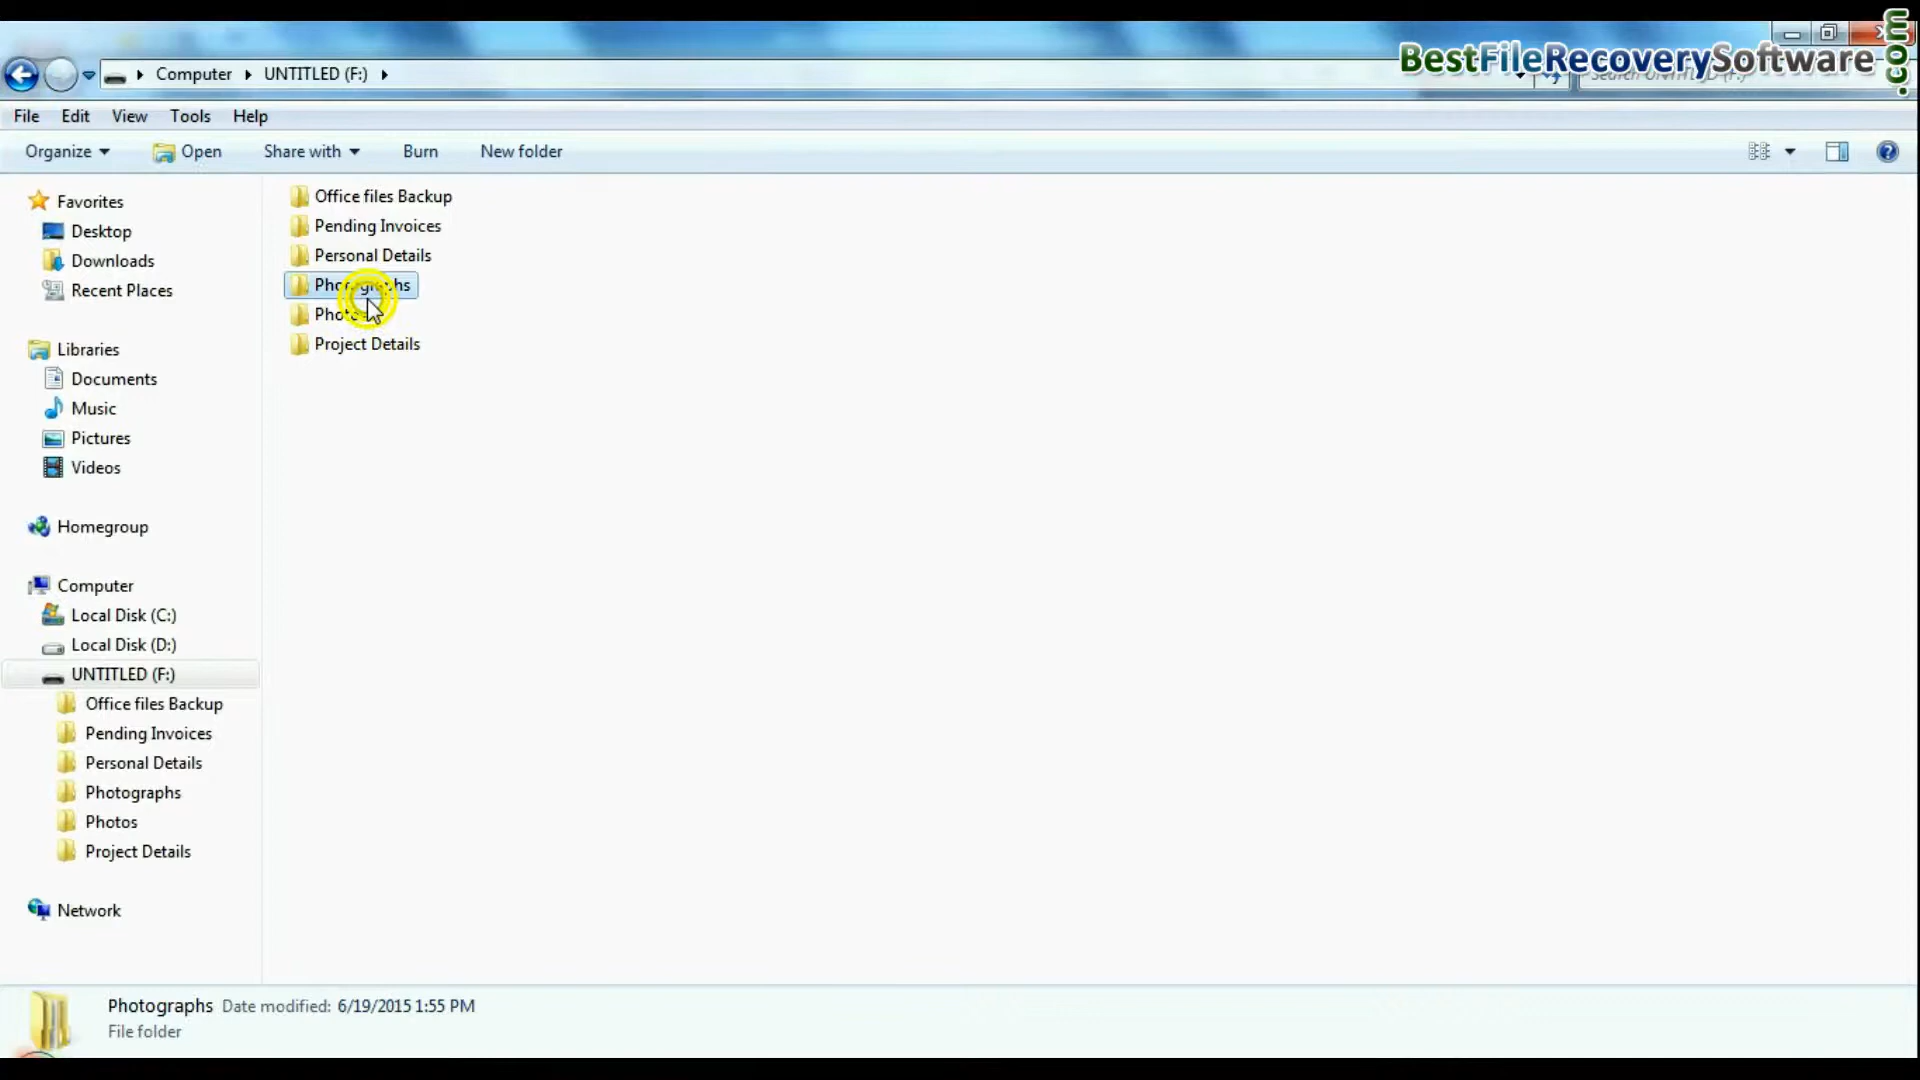 BestFileRecoverySoftware.com
Computer UNTITLED (F:)
File Edit View Tools Help
Organize Open Share with Burn New folder
Favorites
Desktop
Downloads
Recent Places
Libraries
Documents
Music
Pictures
Videos
Homegroup
Computer
Local Disk (C:)
Local Disk (D:)
UNTITLED (F:)
Office files Backup
Pending Invoices
Personal Details
Photographs
Photos
Project Details
Network
Office files Backup
Pending Invoices
Personal Details
Photographs
Photos
Project Details
Photographs Date modified: 6/19/2015 1:55 PM
File folder